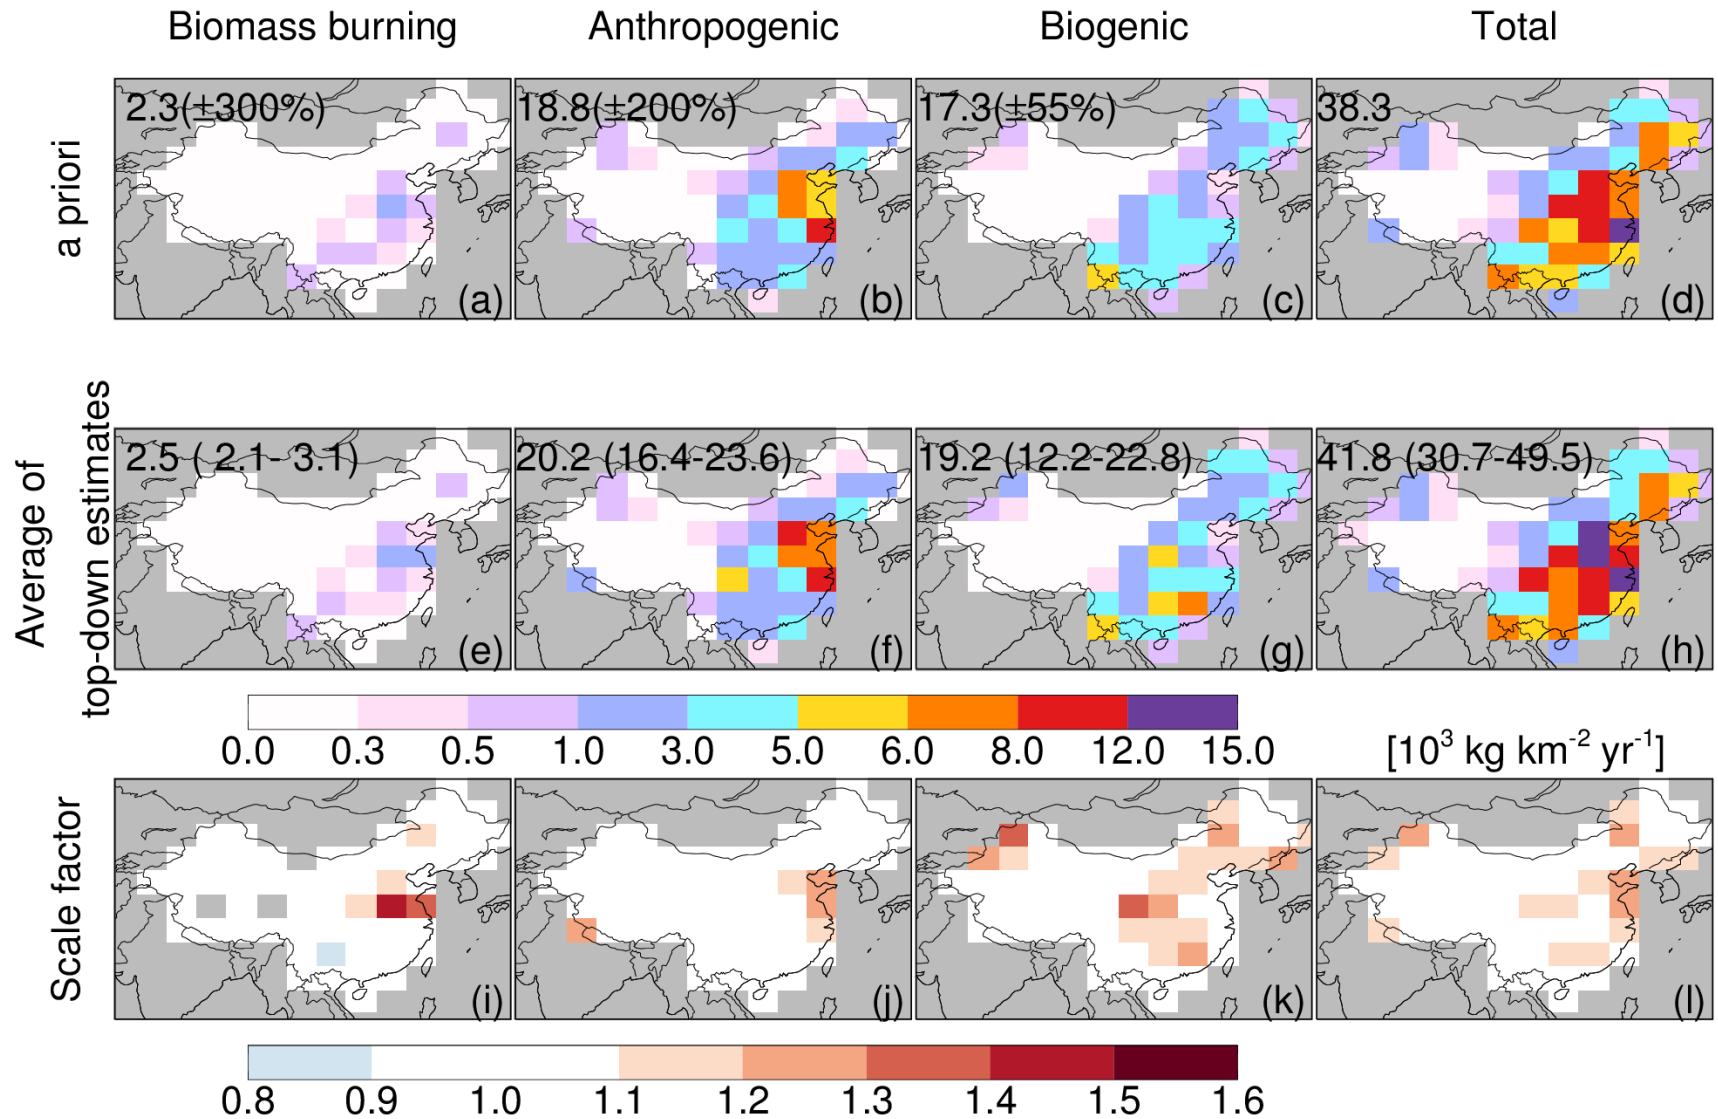 Biomass burning Anthropogenic Biogenic Total
a priori
2.3(±300%) 18.8(±200%) 17.3(±55%) 38.3
(a) (b) (c) (d)
Average of
top-down estimates
2.5 ( 2.1- 3.1) 20.2 (16.4-23.6) 19.2 (12.2-22.8) 41.8 (30.7-49.5)
(e) (f) (g) (h)
0.0 0.3 0.5 1.0 3.0 5.0 6.0 8.0 12.0 15.0 [10³ kg km⁻² yr⁻¹]
Scale factor
(i) (j) (k) (l)
0.8 0.9 1.0 1.1 1.2 1.3 1.4 1.5 1.6